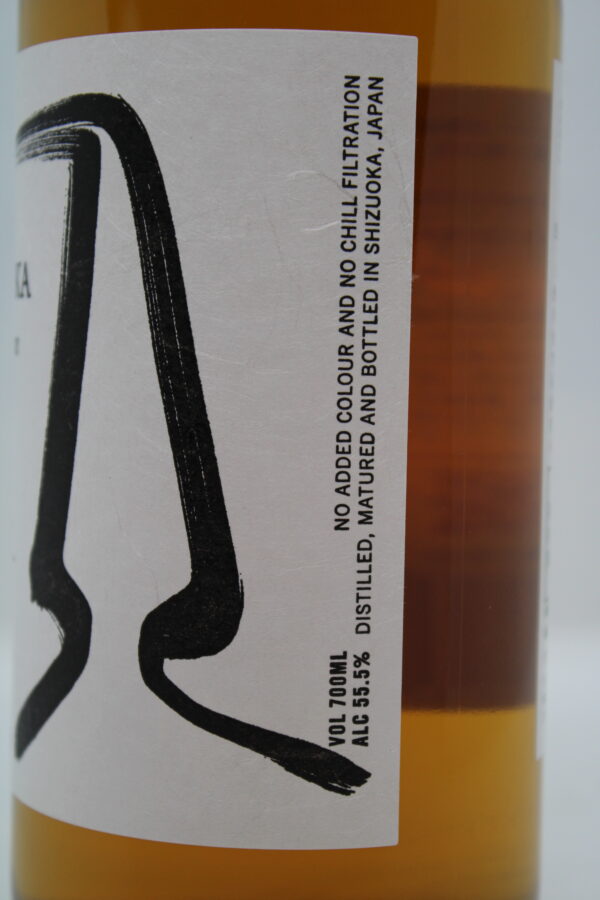 KA
NO ADDED COLOUR AND NO CHILL FILTRATION
DISTILLED, MATURED AND BOTTLED IN SHIZUOKA, JAPAN
VOL 700ML
ALC 55.5%